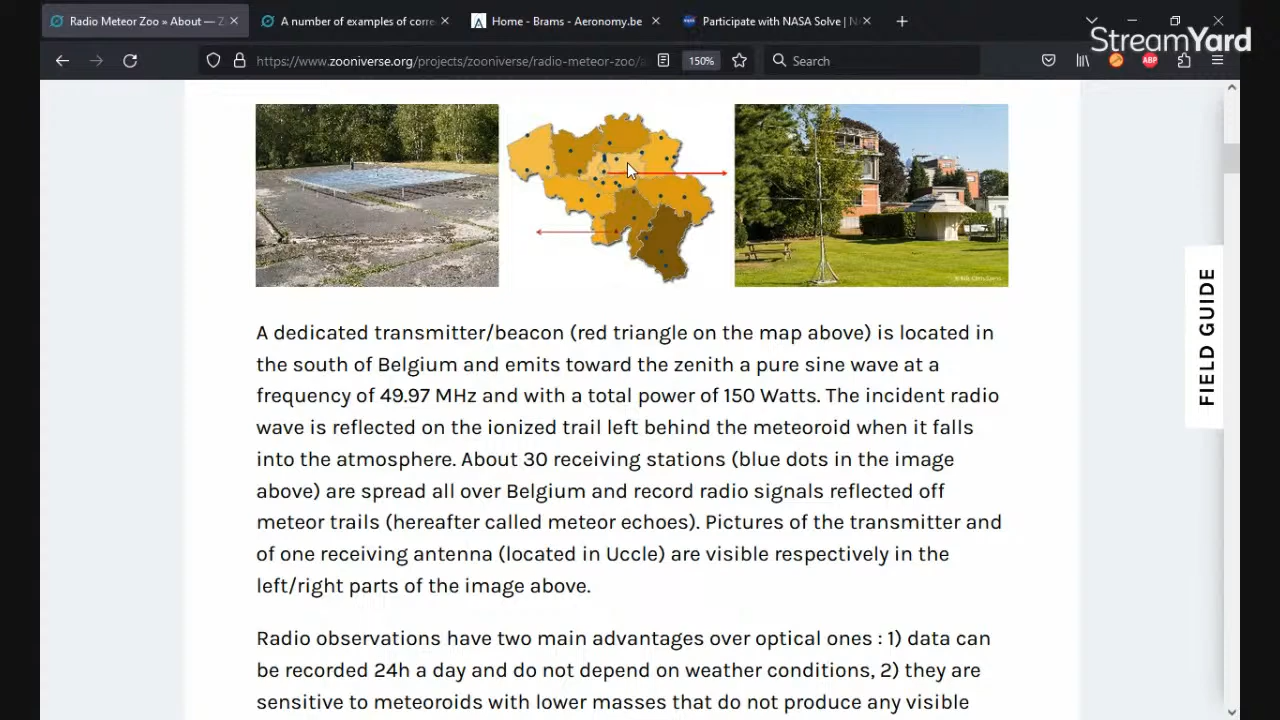 Radio Meteor Zoo » About — Z
A number of examples of corre
Home - Brams - Aeronomy.be
Participate with NASA Solve | N
StreamYard
https://www.zooniverse.org/projects/zooniverse/radio-meteor-zoo/a
150%
Search
ABP
FIELD GUIDE
A dedicated transmitter/beacon (red triangle on the map above) is located in
the south of Belgium and emits toward the zenith a pure sine wave at a
frequency of 49.97 MHz and with a total power of 150 Watts. The incident radio
wave is reflected on the ionized trail left behind the meteoroid when it falls
into the atmosphere. About 30 receiving stations (blue dots in the image
above) are spread all over Belgium and record radio signals reflected off
meteor trails (hereafter called meteor echoes). Pictures of the transmitter and
of one receiving antenna (located in Uccle) are visible respectively in the
left/right parts of the image above.
Radio observations have two main advantages over optical ones : 1) data can
be recorded 24h a day and do not depend on weather conditions, 2) they are
sensitive to meteoroids with lower masses that do not produce any visible